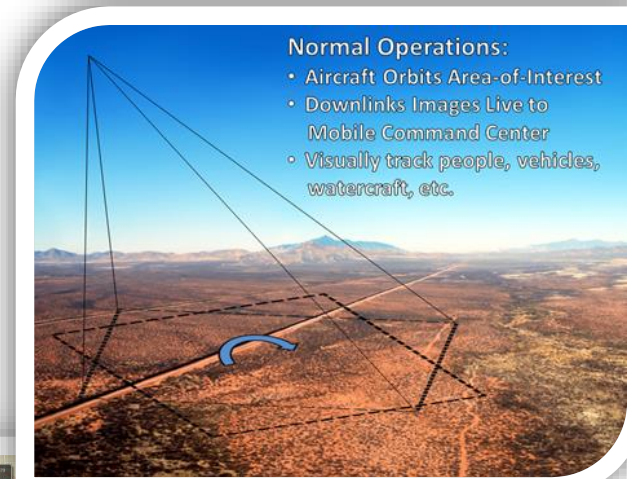 Normal Operations:
• Aircraft Orbits Area-of-Interest
• Downlinks Images Live to
Mobile Command Center
• Visually track people, vehicles,
watercraft, etc.